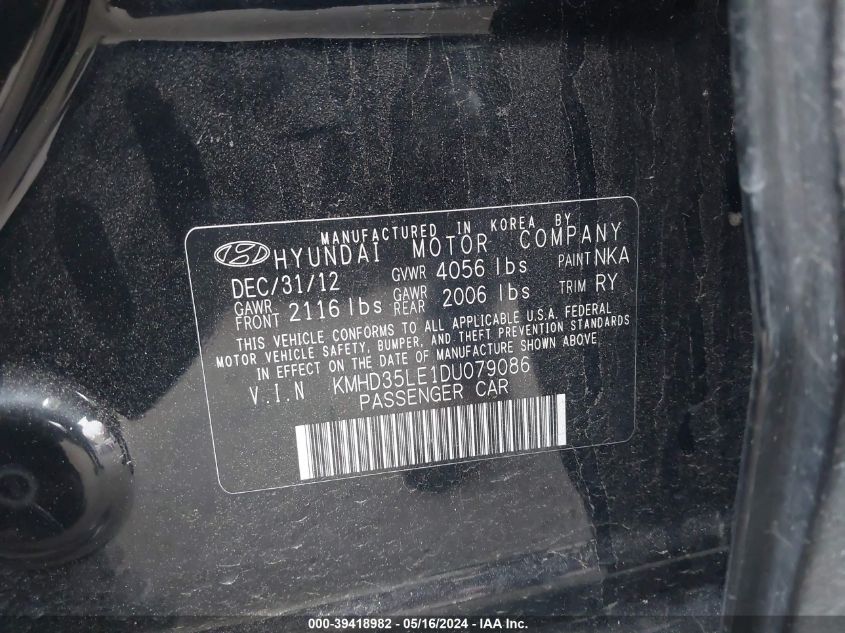 MANUFACTURED IN KOREA BY
HYUNDAI MOTOR COMPANY
DEC/31/12 GVWR 4056 lbs PAINT NKA
GAWR FRONT 2116 lbs GAWR REAR 2006 lbs TRIM RY
THIS VEHICLE CONFORMS TO ALL APPLICABLE U.S.A. FEDERAL
MOTOR VEHICLE SAFETY, BUMPER, AND THEFT PREVENTION STANDARDS
IN EFFECT ON THE DATE OF MANUFACTURE SHOWN ABOVE
V.I.N KMHD35LE1DU079086
PASSENGER CAR
000-39418982 - 05/16/2024 - IAA Inc.